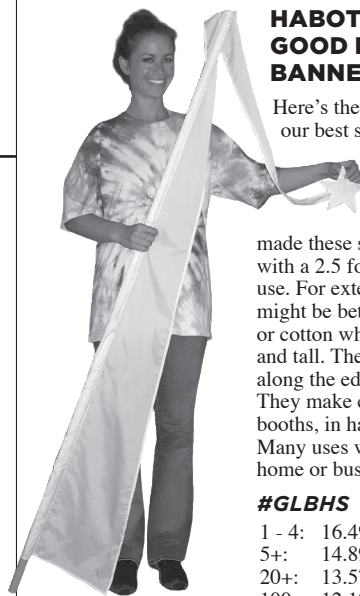 HABOT
GOOD
BANNE
Here's the
our best s
made these s
with a 2.5 fo
use. For exte
might be bet
or cotton wh
and tall. The
along the ed
They make
booths, in ha
Many uses
home or bus
#GLBHS
1 - 4: 16.49
5+: 14.89
20+: 13.5